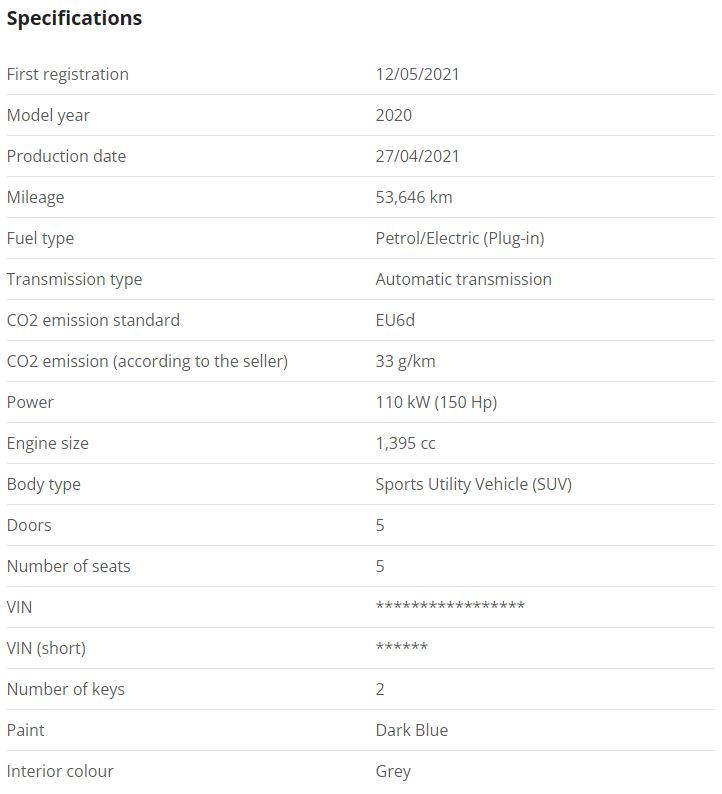 Specifications
First registration 12/05/2021
Model year 2020
Production date 27/04/2021
Mileage 53,646 km
Fuel type Petrol/Electric (Plug-in)
Transmission type Automatic transmission
CO2 emission standard EU6d
CO2 emission (according to the seller) 33 g/km
Power 110 kW (150 Hp)
Engine size 1,395 cc
Body type Sports Utility Vehicle (SUV)
Doors 5
Number of seats 5
VIN *****************
VIN (short) ******
Number of keys 2
Paint Dark Blue
Interior colour Grey